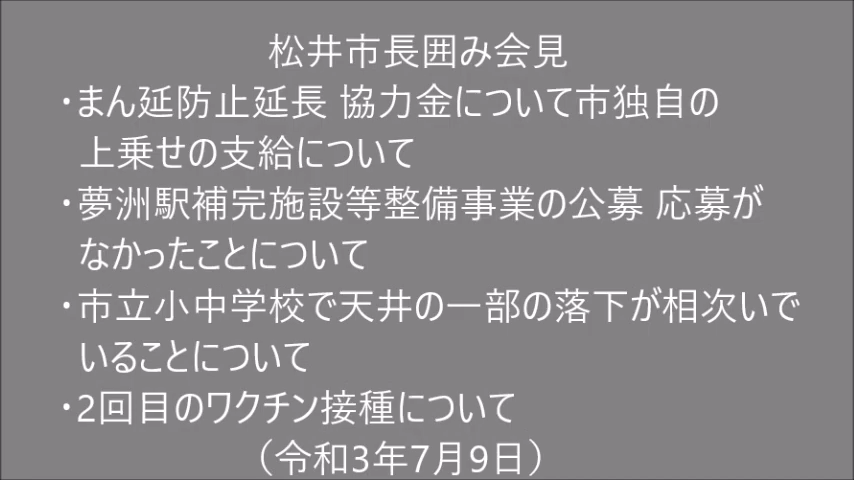 松井市長囲み会見
・まん延防止延長 協力金について市独自の
上乗せの支給について
・夢洲駅補完施設等整備事業の公募 応募が
なかったことについて
・市立小中学校で天井の一部の落下が相次いで
いることについて
・2回目のワクチン接種について
（令和3年7月9日）